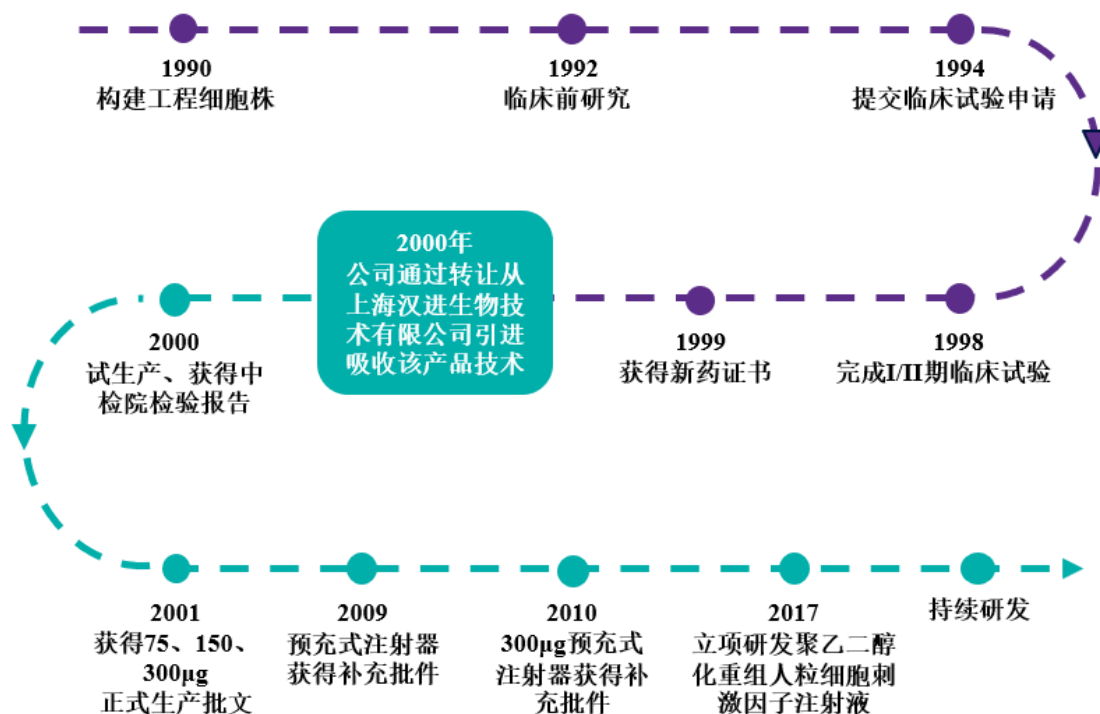 1990
构建工程细胞株
1992
临床前研究
1994
提交临床试验申请
1998
完成I/II期临床试验
1999
获得新药证书
2000年
公司通过转让从
上海汉进生物技
术有限公司引进
吸收该产品技术
2000
试生产、获得中
检院检验报告
2001
获得75、150、
300μg
正式生产批文
2009
预充式注射器
获得补充批件
2010
300μg预充式
注射器获得补
充批件
2017
立项研发聚乙二醇
化重组人粒细胞刺
激因子注射液
持续研发